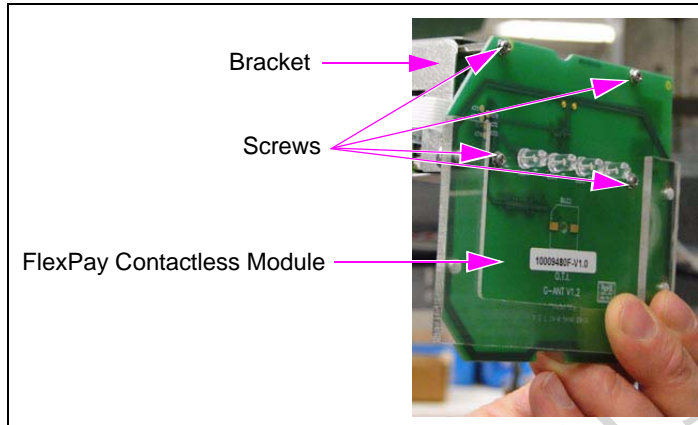 Bracket
Screws
FlexPay Contactless Module
10009480F-V1.0
O.T.I.
G-ANT V1.2